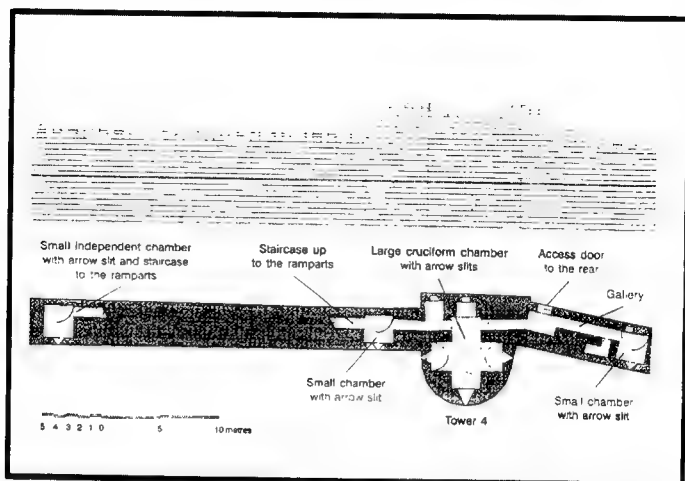 Small independent chamber
with arrow slit and staircase
to the ramparts
Staircase up
to the ramparts
Large cruciform chamber
with arrow slits
Access door
to the rear
Gallery
Small chamber
with arrow slit
Tower 4
Small chamber
with arrow slit
5 4 3 2 1 0 5 10 metres